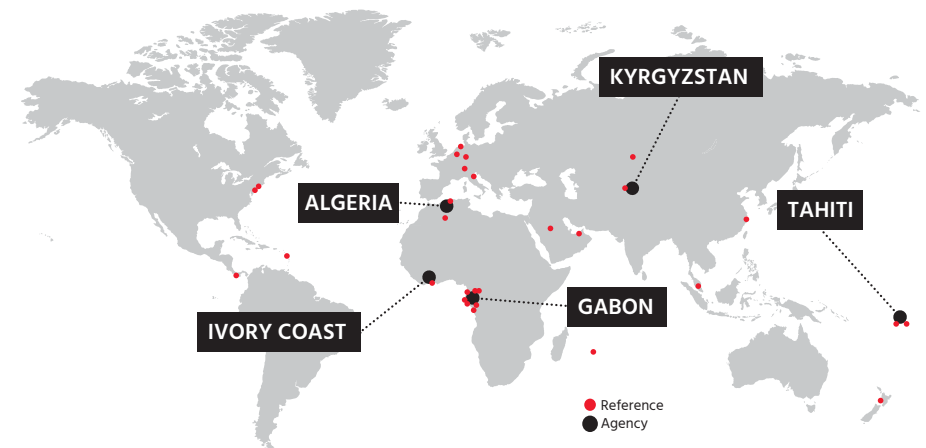 KYRGYZSTAN
ALGERIA
TAHITI
GABON
IVORY COAST
Reference
Agency